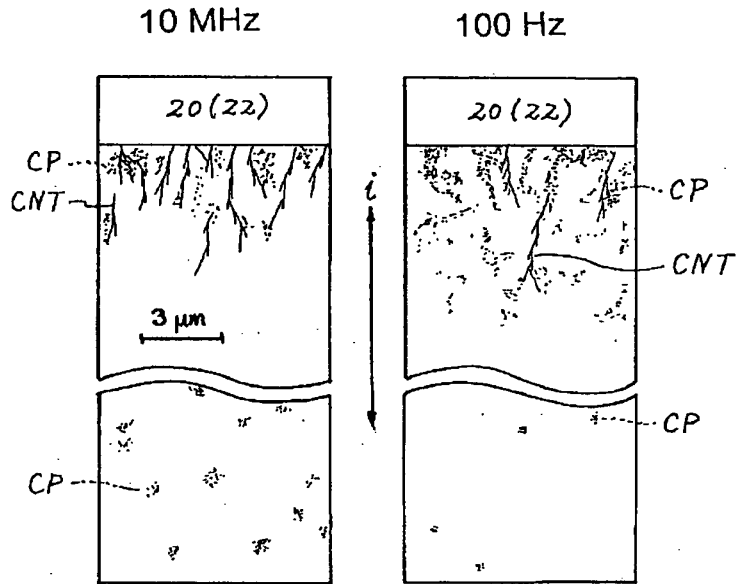 10 MHz
100 Hz
20(22)
20(22)
CP
CNT
i
CP
CNT
3 μm
CP
CP